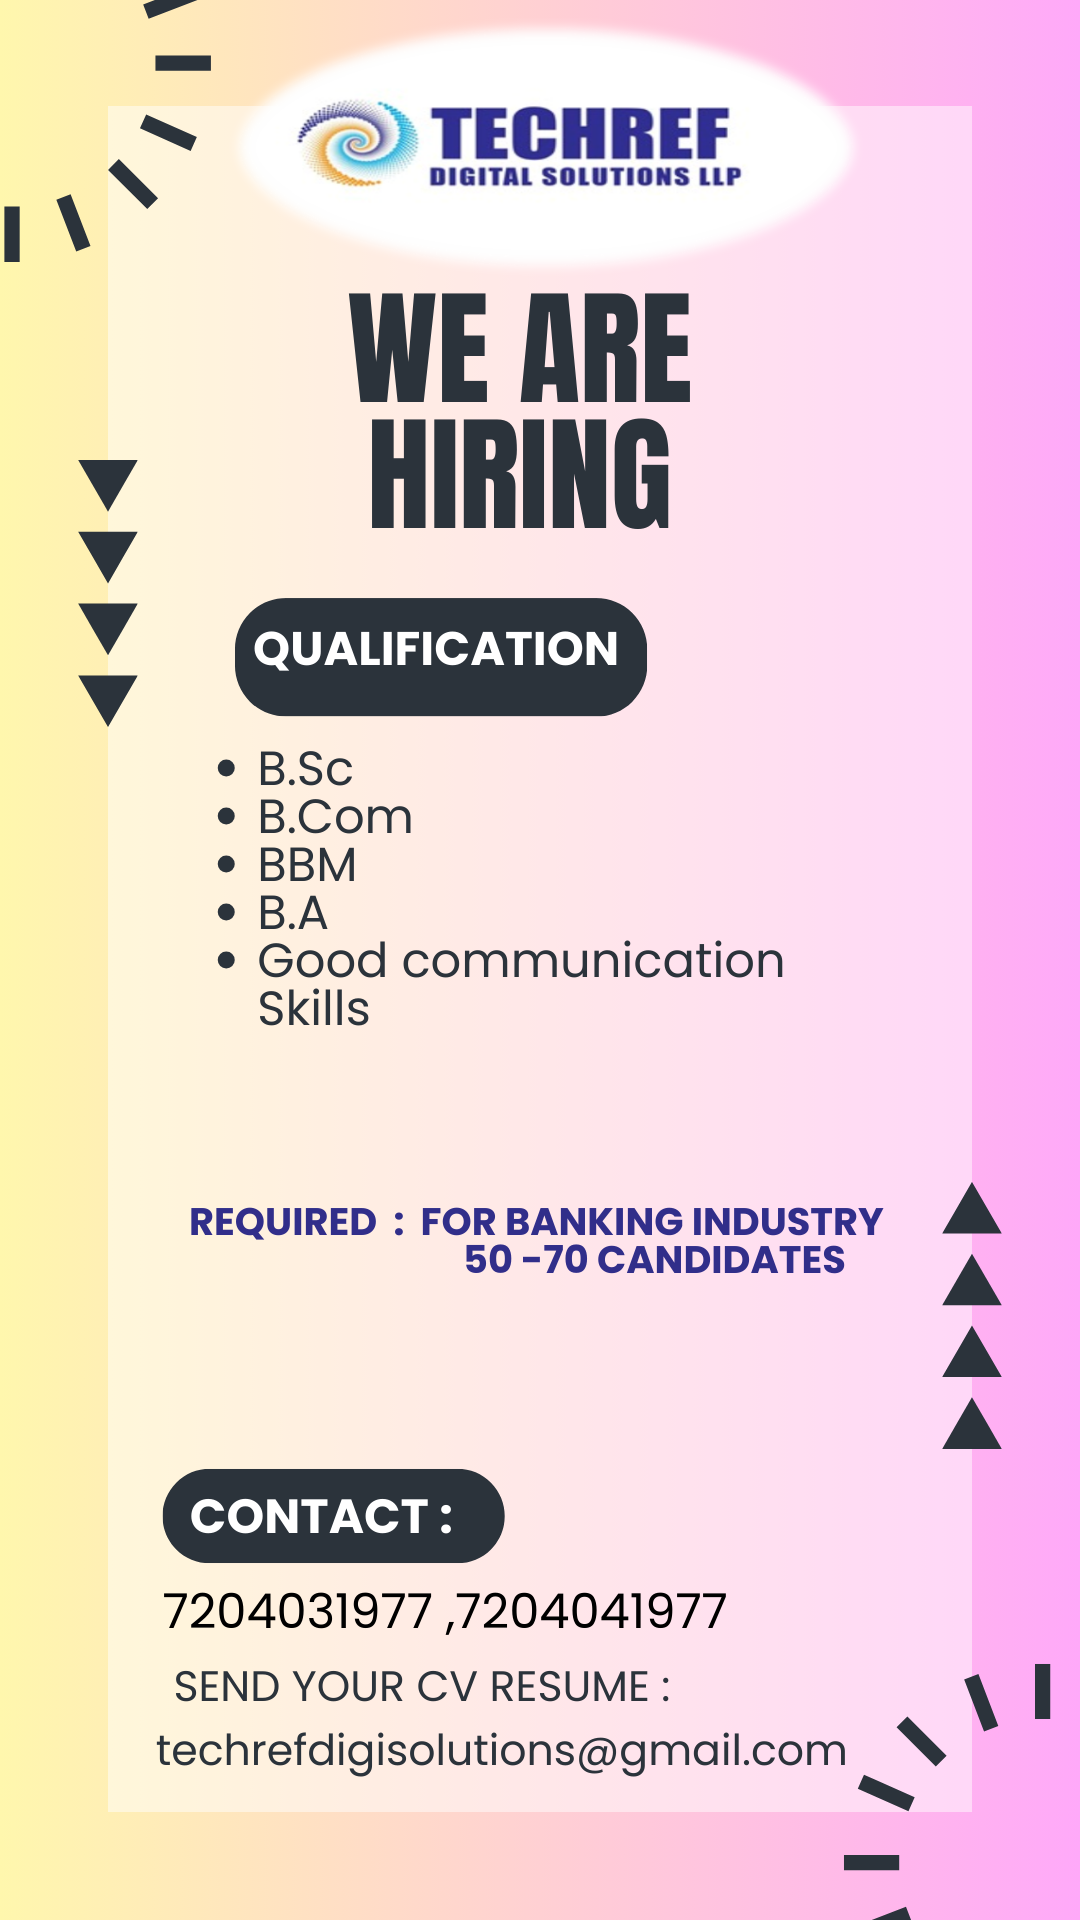 TECHREF
DIGITAL SOLUTIONS LLP
WE ARE
HIRING
QUALIFICATION
B.Sc
B.Com
BBM
B.A
Good communication
Skills
REQUIRED : FOR BANKING INDUSTRY
50 -70 CANDIDATES
CONTACT :
7204031977 ,7204041977
SEND YOUR CV RESUME :
techrefdigisolutions@gmail.com